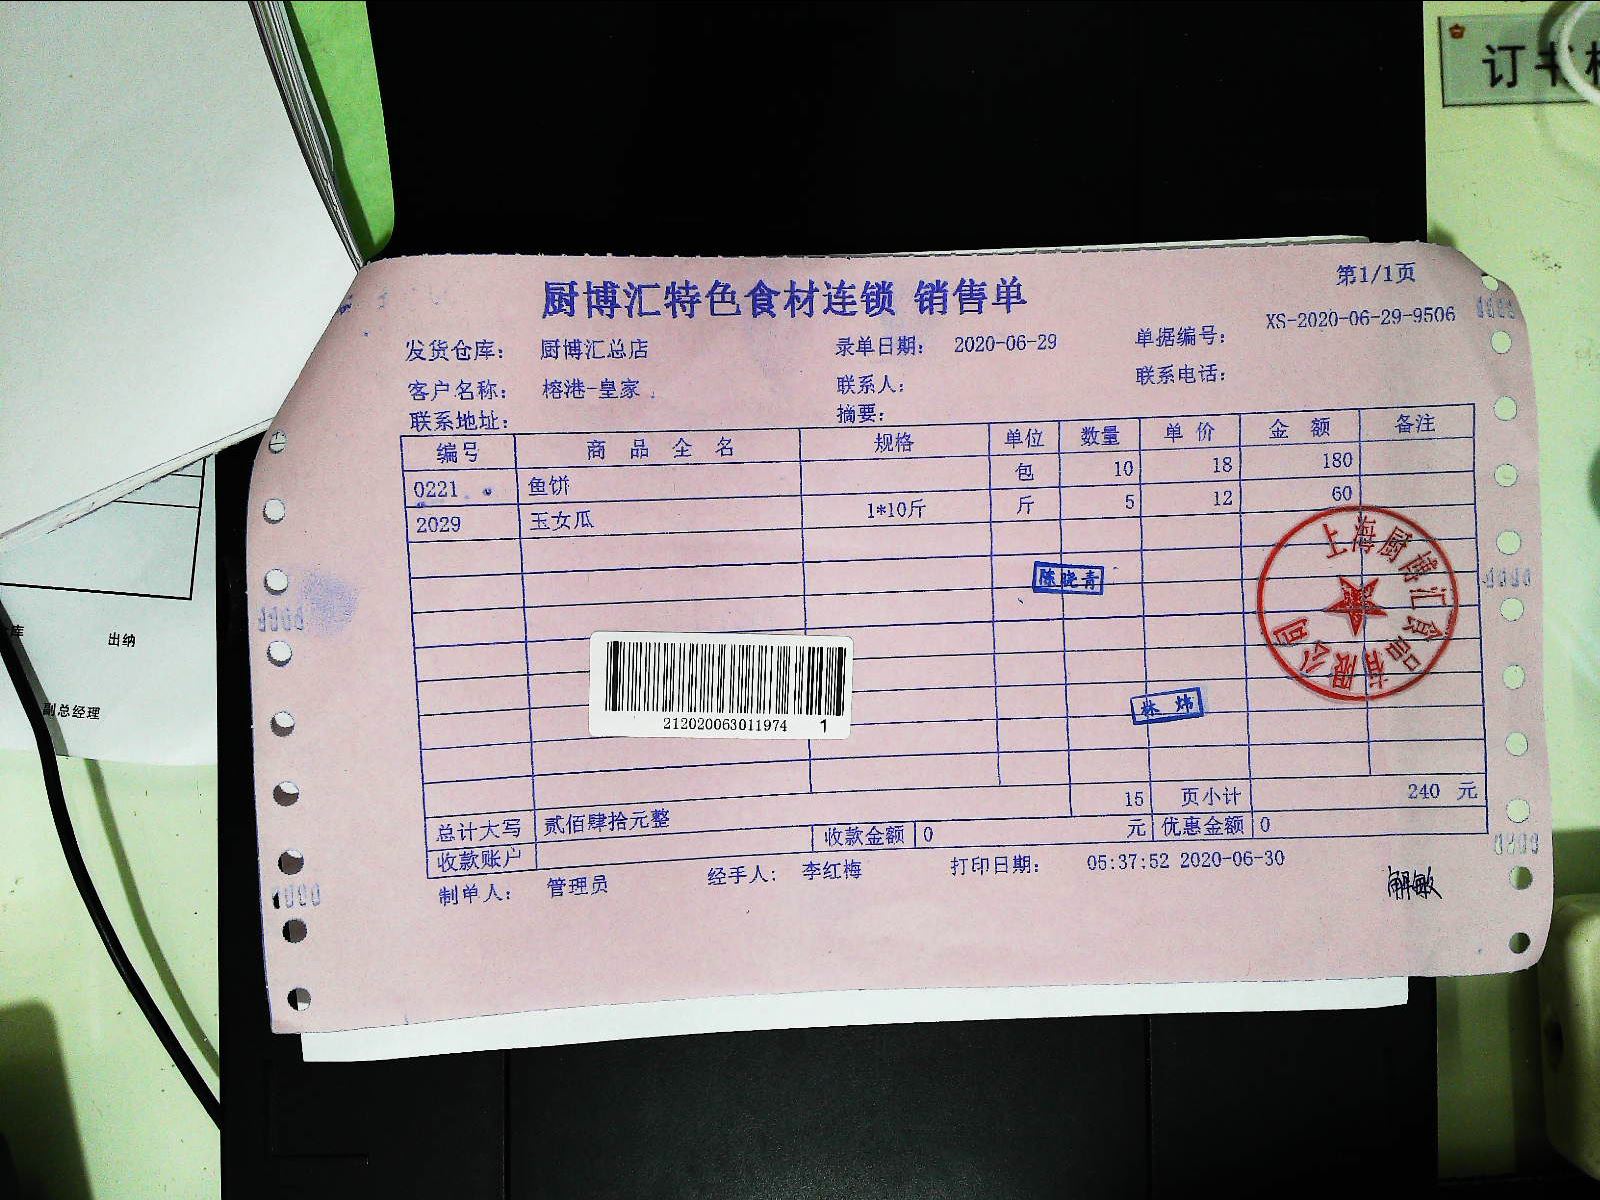 订书机
厨博汇特色食材连锁 销售单
第1/1页
发货仓库： 厨博汇总店 录单日期： 2020-06-29 单据编号： XS-2020-06-29-9506
客户名称： 榕港-皇家 联系人： 联系电话：
联系地址： 摘要：
编号 商 品 全 名 规格 单位 数量 单 价 金 额 备注
0221 鱼饼 包 10 18 180
2029 玉女瓜 1*10斤 斤 5 12 60
上海厨博汇食品有限公司
陈晓青
212020063011974 1
林 炜
15 页小计 240 元
总计大写 贰佰肆拾元整
收款账户 收款金额 0 元 优惠金额 0
制单人： 管理员 经手人： 李红梅 打印日期： 05:37:52 2020-06-30
解敏
库 出纳
副总经理